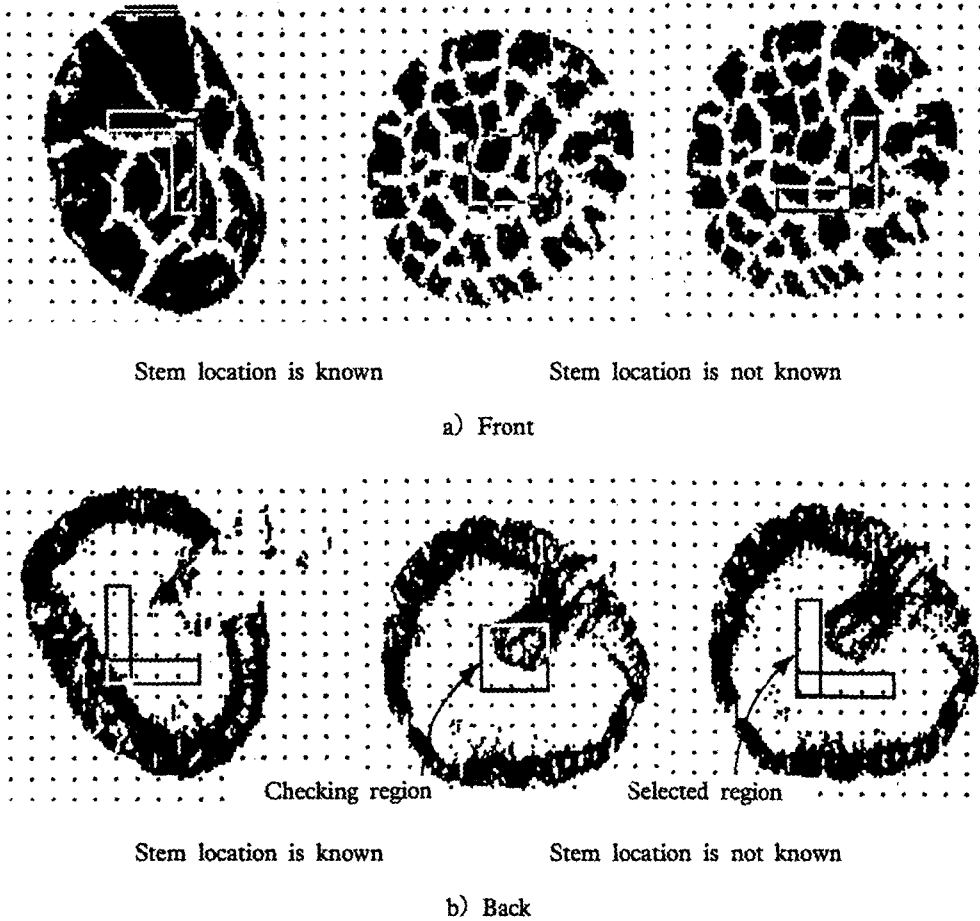 Stem location is known
Stem location is not known
a) Front
Checking region
Selected region
Stem location is known
Stem location is not known
b) Back